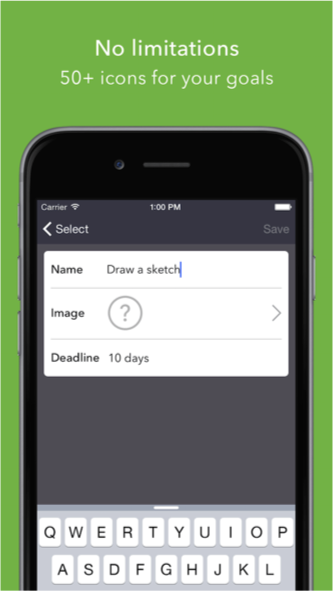 No limitations
50+ icons for your goals
Carrier 1:00 PM
Select Save
Name Draw a sketch
Image ?
Deadline 10 days
Q W E R T Y U I O P
A S D F G H J K L